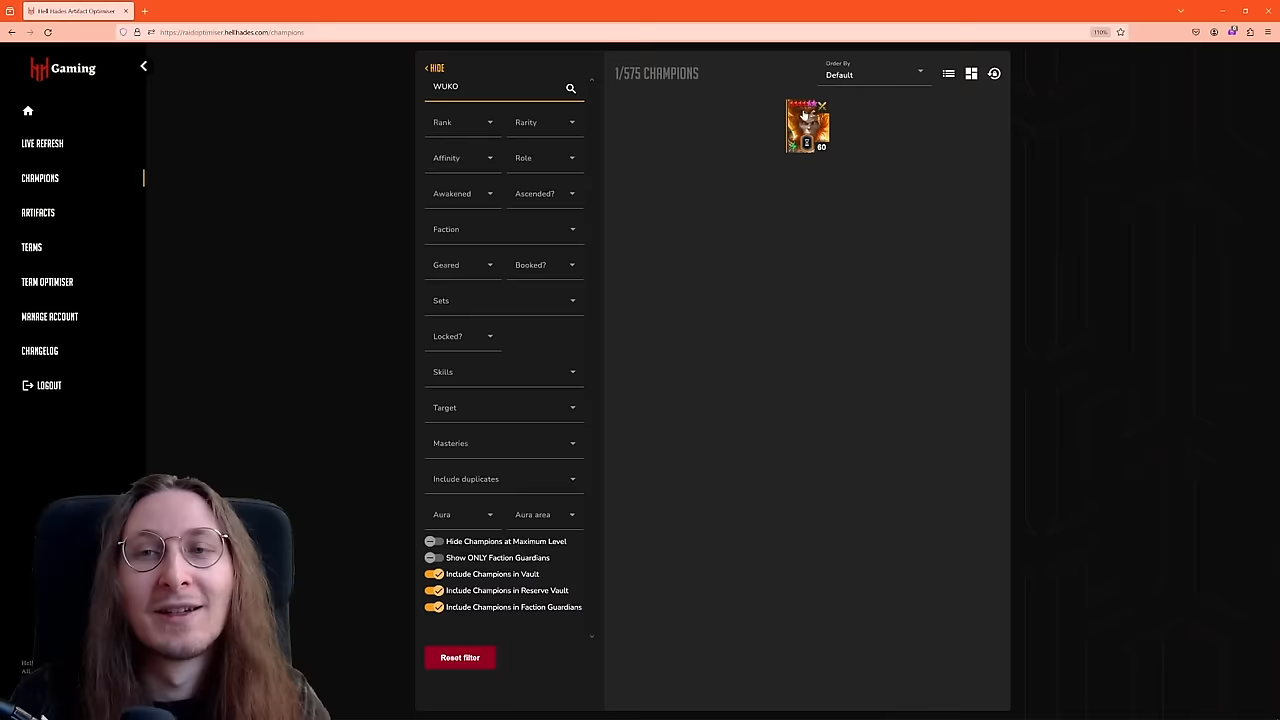 Hell Hades Artifact Optimiser
https://raidoptimiser.hellhades.com/champions
110%
Gaming
LIVE REFRESH
CHAMPIONS
ARTIFACTS
TEAMS
TEAM OPTIMISER
MANAGE ACCOUNT
CHANGELOG
LOGOUT
HIDE
WUKO
Rank Rarity
Affinity Role
Awakened Ascended?
Faction
Geared Booked?
Sets
Locked?
Skills
Target
Masteries
Include duplicates
Aura Aura area
Hide Champions at Maximum Level
Show ONLY Faction Guardians
Include Champions in Vault
Include Champions in Reserve Vault
Include Champions in Faction Guardians
Reset filter
1/575 CHAMPIONS
Order By
Default
60